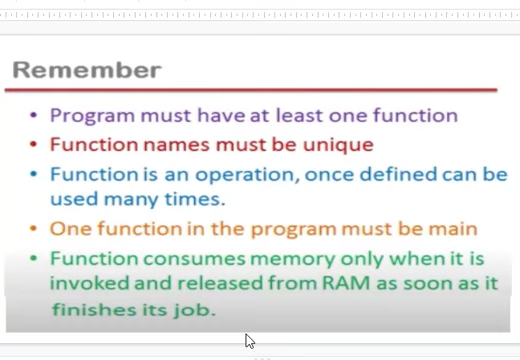 Remember
• Program must have at least one function
• Function names must be unique
• Function is an operation, once defined can be
used many times.
• One function in the program must be main
• Function consumes memory only when it is
invoked and released from RAM as soon as it
finishes its job.